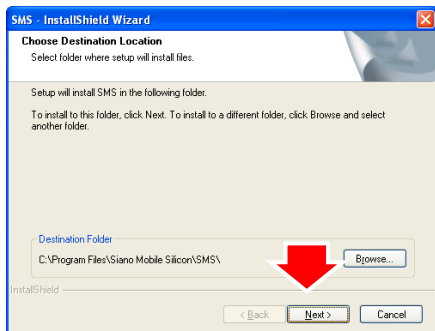 SMS - InstallShield Wizard
Choose Destination Location
Select folder where setup will install files.
Setup will install SMS in the following folder.
To install to this folder, click Next. To install to a different folder, click Browse and select
another folder.
Destination Folder
C:\Program Files\Siano Mobile Silicon\SMS\
Browse...
InstallShield
< Back
Next >
Cancel